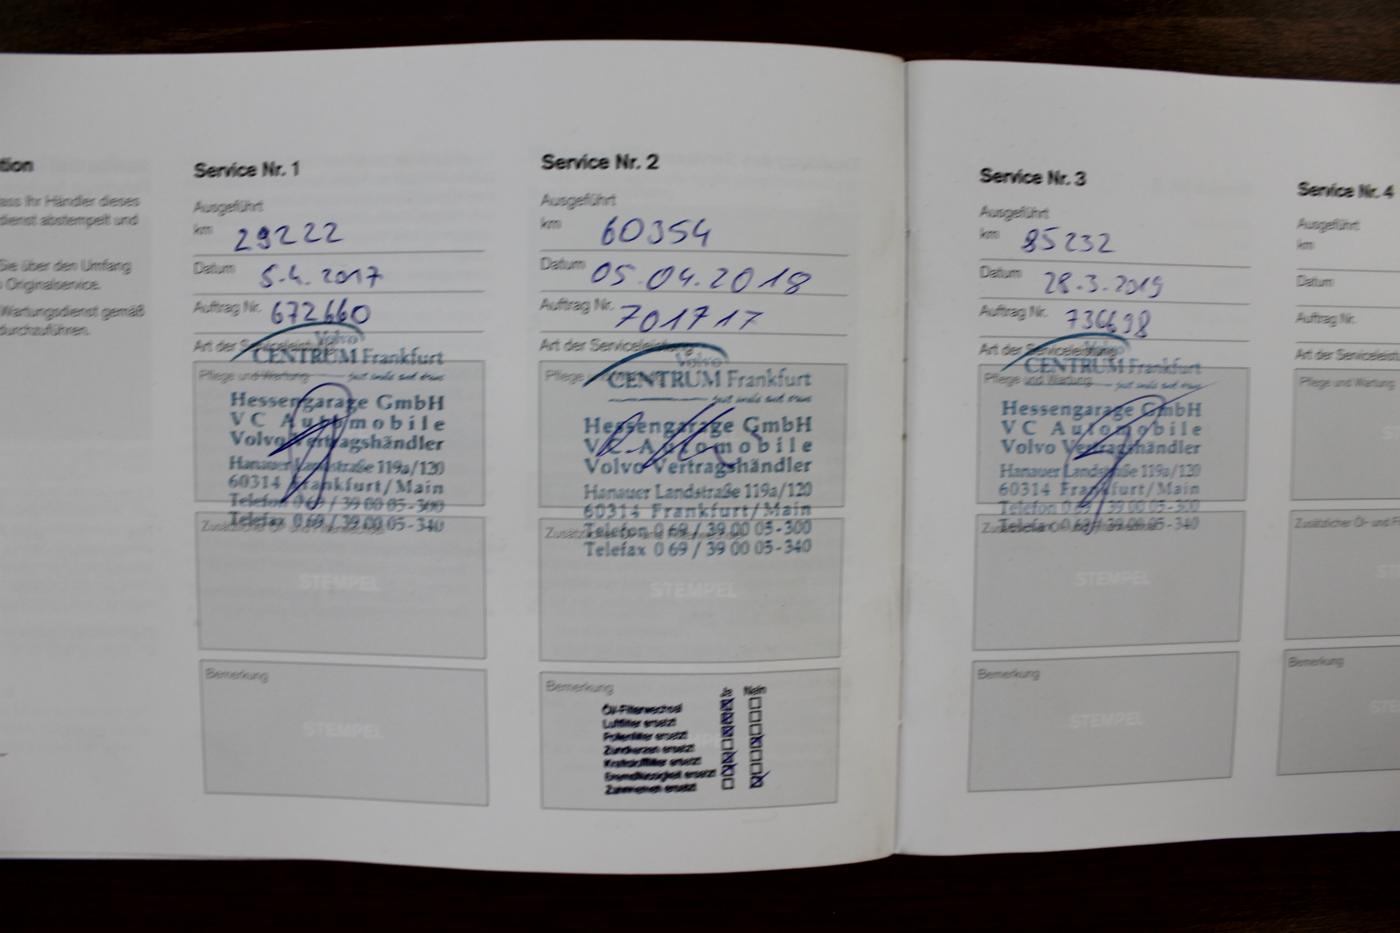 tion
ass Ihr Händler dieses
dienst abstempelt und
Sie über den Umfang
Originalservice.
Wartungsdienst gemäß
durchzuführen.
Service Nr. 1
Ausgeführt
km 29222
Datum 5.4.2017
Auftrag Nr. 672660
Art der Serviceleistung
Volvo
CENTRUM Frankfurt
Pflege und Wartung
Hessengarage GmbH
VC Automobile
Volvo Vertragshändler
Hanauer Landstraße 119a/120
60314 Frankfurt/Main
Telefon 0 69 / 39 00 05-300
Telefax 0 69 / 39 00 05-340
STEMPEL
Bemerkung
STEMPEL
Service Nr. 2
Ausgeführt
km 60354
Datum 05.04.2018
Auftrag Nr. 701717
Art der Serviceleistung
Volvo
CENTRUM Frankfurt
Pflege
Hessengarage GmbH
VC Automobile
Volvo Vertragshändler
Hanauer Landstraße 119a/120
60314 Frankfurt/Main
Telefon 0 69 / 39 00 05-300
Telefax 0 69 / 39 00 05-340
STEMPEL
Bemerkung
Ja Nein
Öl-Filterwechsel
Luftfilter ersetzt
Pollenfilter ersetzt
Zündkerzen ersetzt
Kraftstofffilter ersetzt
Bremsflüssigkeit ersetzt
Zahnriemen ersetzt
Service Nr. 3
Ausgeführt
km 85232
Datum 28.3.2019
Auftrag Nr. 736698
Art der Serviceleistung
Volvo
CENTRUM Frankfurt
Pflege und Wartung
Hessengarage GmbH
VC Automobile
Volvo Vertragshändler
Hanauer Landstraße 119a/120
60314 Frankfurt/Main
Telefon 0 69 / 39 00 05-300
Telefax 0 69 / 39 00 05-340
STEMPEL
Bemerkung
STEMPEL
Service Nr. 4
Ausgeführt
km
Datum
Auftrag Nr.
Art der Serviceleist
Pflege und Wartung
Zusätzlicher Öl- und
Bemerkung